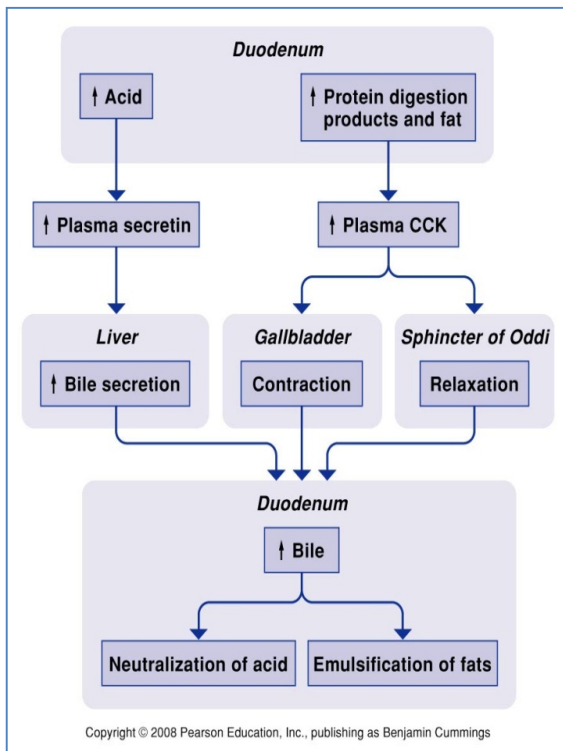 Duodenum
↑ Acid
↑ Protein digestion
products and fat
↑ Plasma secretin
↑ Plasma CCK
Liver
↑ Bile secretion
Gallbladder
Contraction
Sphincter of Oddi
Relaxation
Duodenum
↑ Bile
Neutralization of acid
Emulsification of fats
Copyright © 2008 Pearson Education, Inc., publishing as Benjamin Cummings